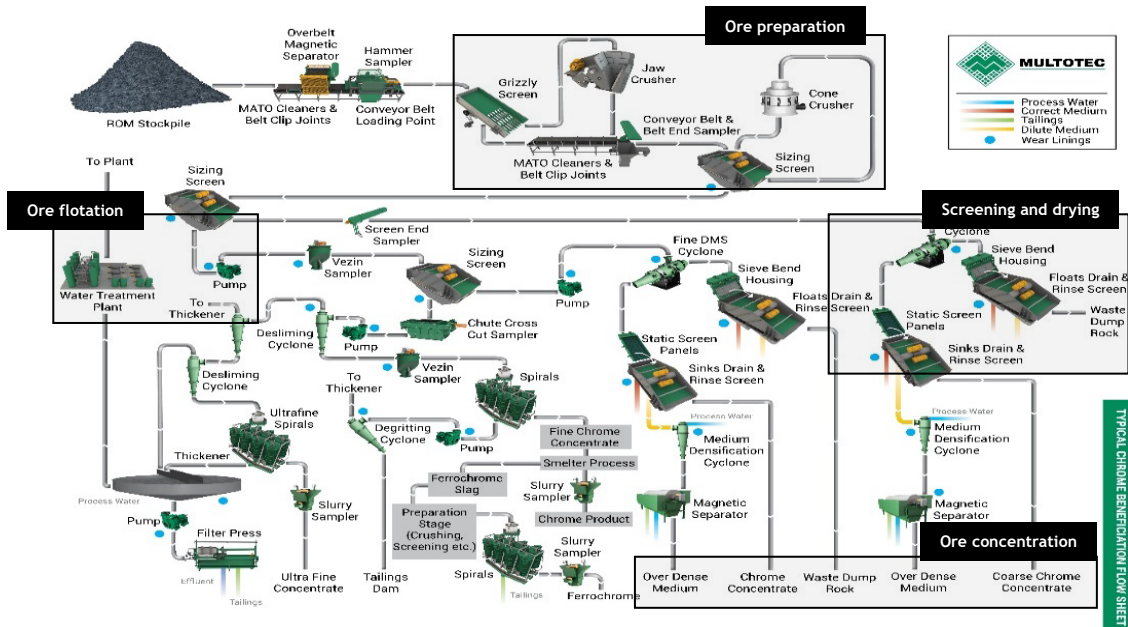 Ore preparation
MULTOTEC
Process Water
Correct Medium
Tailings
Dilute Medium
Wear Linings
Overbelt
Magnetic
Separator
Hammer
Sampler
ROM Stockpile
MATO Cleaners &
Belt Clip Joints
Conveyor Belt
Loading Point
Grizzly
Screen
Jaw
Crusher
Cone
Crusher
Conveyor Belt &
Belt End Sampler
MATO Cleaners &
Belt Clip Joints
Sizing
Screen
To Plant
Sizing
Screen
Ore flotation
Screening and drying
Screen End
Sampler
Water Treatment
Plant
Pump
Vezin
Sampler
Sizing
Screen
Pump
Fine DMS
Cyclone
Sieve Bend
Housing
Floats Drain &
Rinse Screen
Cyclone
Sieve Bend
Housing
Floats Drain &
Rinse Screen
Waste
Dump
Rock
To
Thickener
Desliming
Cyclone
Pump
Chute Cross
Cut Sampler
Static Screen
Panels
Sinks Drain &
Rinse Screen
Static Screen
Panels
Sinks Drain &
Rinse Screen
Desliming
Cyclone
Vezin
Sampler
Spirals
To
Thickener
Ultrafine
Spirals
Degritting
Cyclone
Pump
Fine Chrome
Concentrate
Process Water
Medium
Densification
Cyclone
Process Water
Medium
Densification
Cyclone
Thickener
Smelter Process
Ferrochrome
Slag
Slurry
Sampler
Process Water
Slurry
Sampler
Preparation
Stage
(Crushing,
Screening etc.)
Chrome Product
Magnetic
Separator
Magnetic
Separator
Pump
Filter Press
Effluent
Tailings
Ultra Fine
Concentrate
Tailings
Dam
Spirals
Tailings
Slurry
Sampler
Ferrochrome
Ore concentration
Over Dense
Medium
Chrome
Concentrate
Waste Dump
Rock
Over Dense
Medium
Coarse Chrome
Concentrate
TYPICAL CHROME BENEFICIATION FLOW SHEET